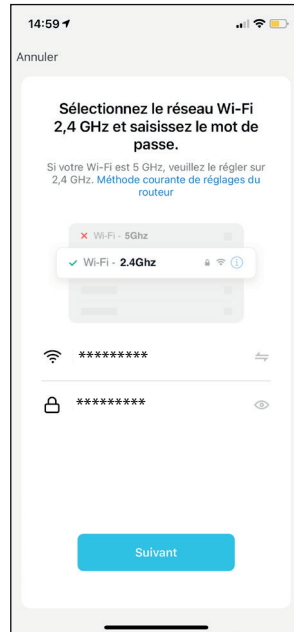 14:59
Annuler
Sélectionnez le réseau Wi-Fi
2,4 GHz et saisissez le mot de
passe.
Si votre Wi-Fi est 5 GHz, veuillez le régler sur
2,4 GHz. Méthode courante de réglages du
routeur
Wi-Fi - 5Ghz
Wi-Fi - 2.4Ghz
*********
*********
Suivant